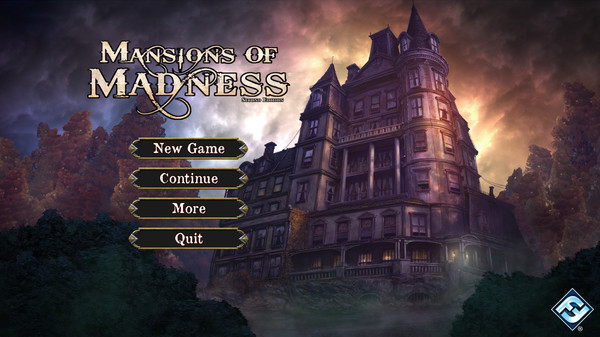 MANSIONS OF
MADNESS
SECOND EDITION
New Game
Continue
More
Quit
®